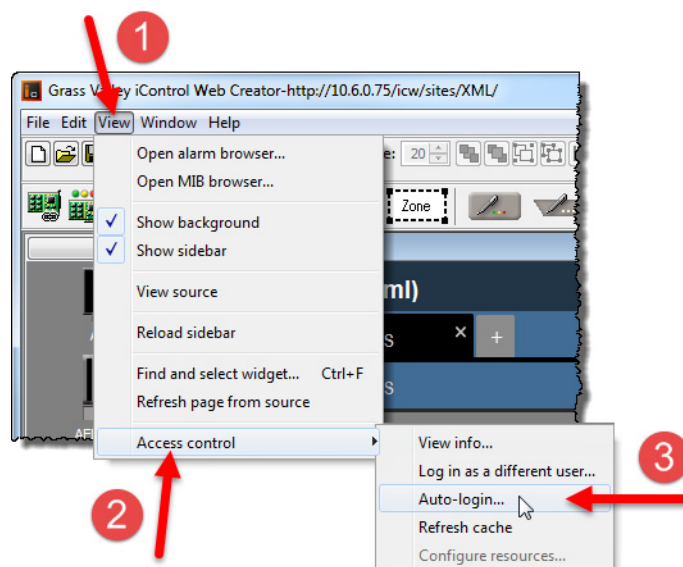 1
Grass Valley iControl Web Creator-http://10.6.0.75/icw/sites/XML/
File Edit View Window Help
Open alarm browser...
e: 20
Open MIB browser...
Zone
Show background
Show sidebar
View source
ml)
Reload sidebar
s × +
Find and select widget... Ctrl+F
s
Refresh page from source
Access control
View info...
Log in as a different user...
3
Auto-login...
2
Refresh cache
Configure resources...